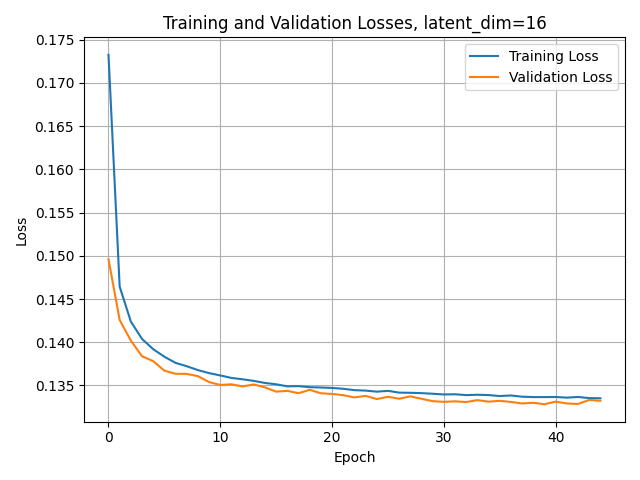 Training and Validation Losses, latent_dim=16
0.175
0.170
0.165
0.160
0.155
0.150
0.145
0.140
0.135
Loss
Training Loss
Validation Loss
0 10 20 30 40
Epoch